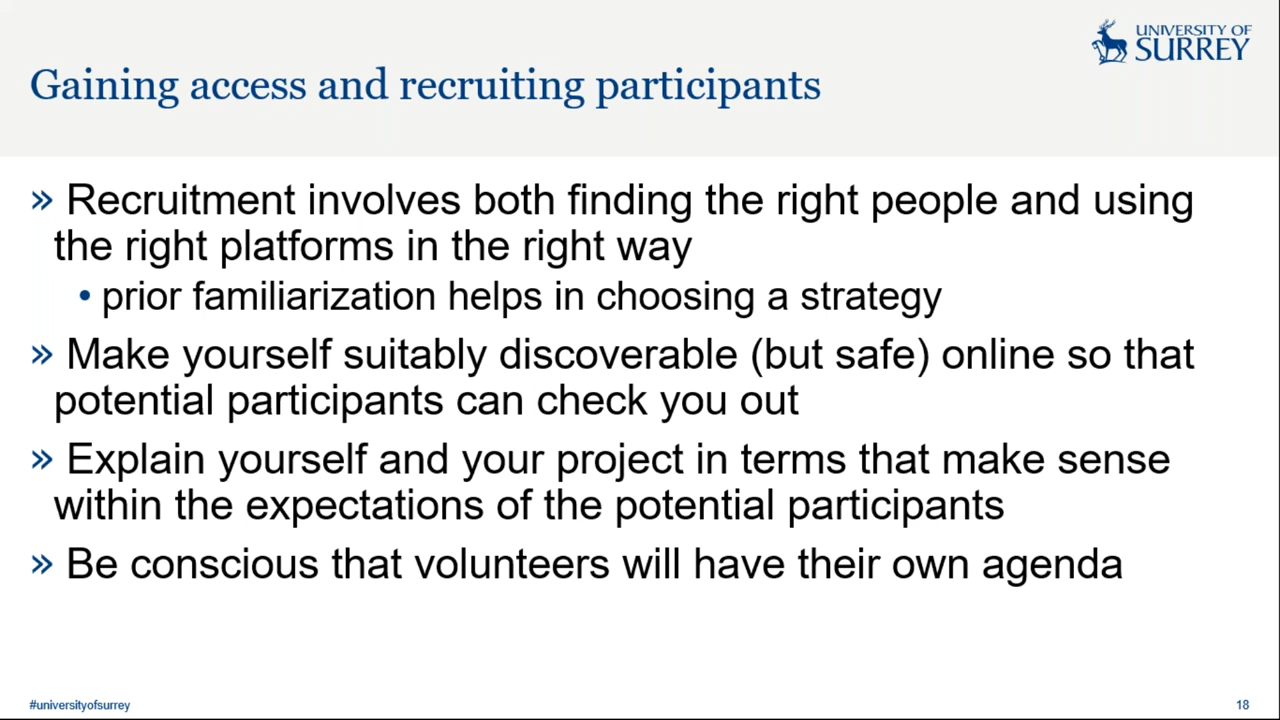 UNIVERSITY OF
SURREY
Gaining access and recruiting participants
» Recruitment involves both finding the right people and using
the right platforms in the right way
• prior familiarization helps in choosing a strategy
» Make yourself suitably discoverable (but safe) online so that
potential participants can check you out
» Explain yourself and your project in terms that make sense
within the expectations of the potential participants
» Be conscious that volunteers will have their own agenda
#universityofsurrey
18